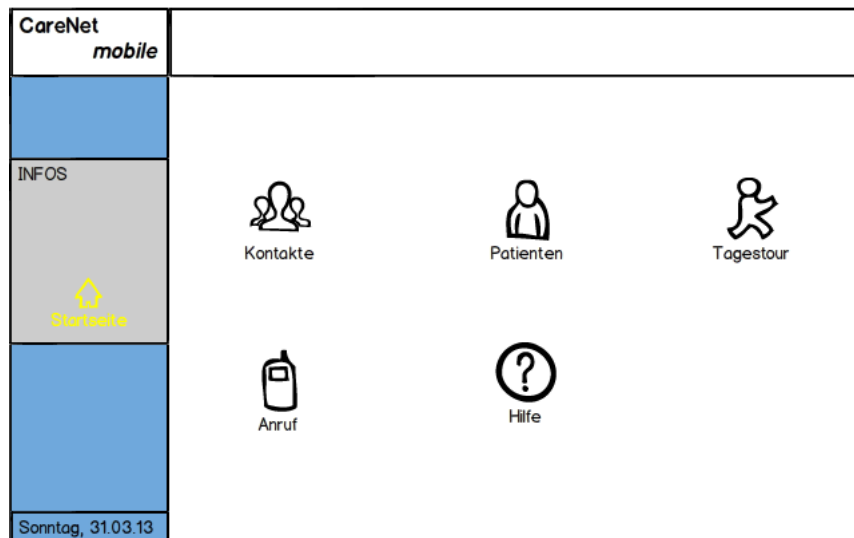 CareNet
mobile
INFOS
Startseite
Kontakte
Patienten
Tagestour
Anruf
Hilfe
Sonntag, 31.03.13